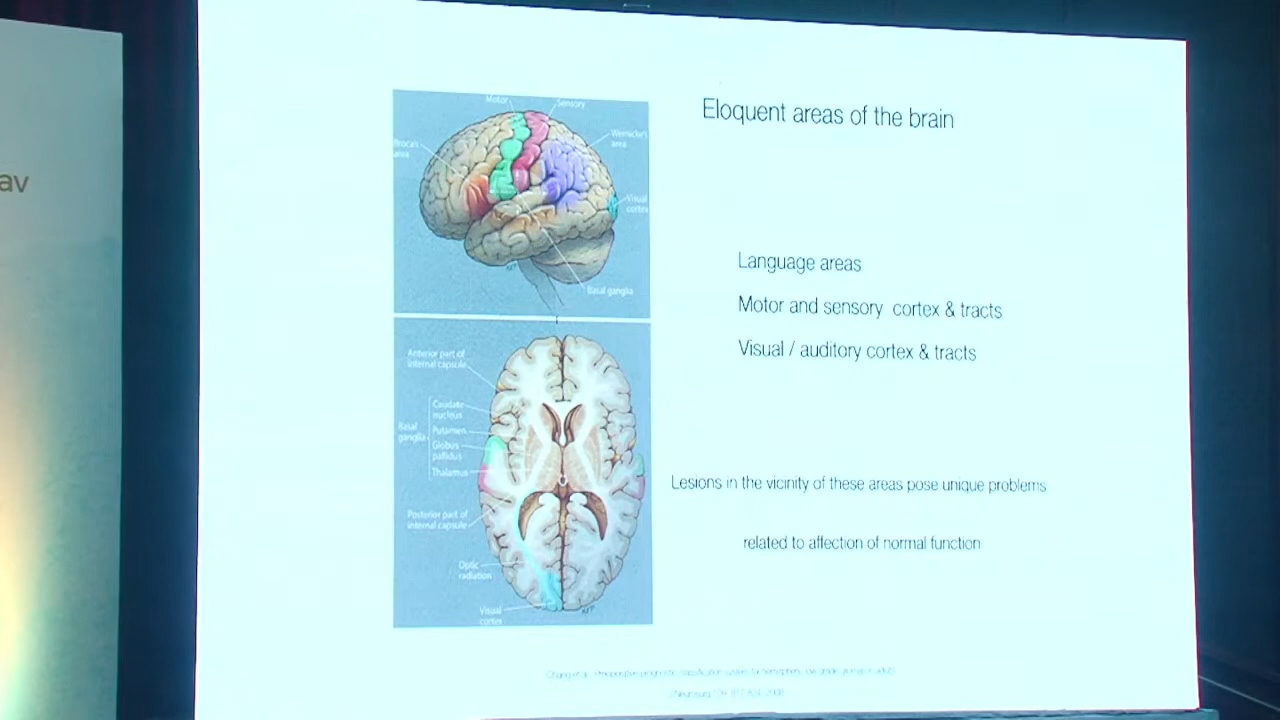 av
Eloquent areas of the brain
Motor
Sensory
Broca's
area
Wernicke's
area
Visual
cortex
Basal ganglia
Language areas
Motor and sensory cortex & tracts
Visual / auditory cortex & tracts
Anterior part of
internal capsule
Caudate
nucleus
Basal
ganglia
Putamen
Globus
pallidus
Thalamus
Posterior part of
internal capsule
Optic
radiation
Visual
cortex
Lesions in the vicinity of these areas pose unique problems
related to affection of normal function